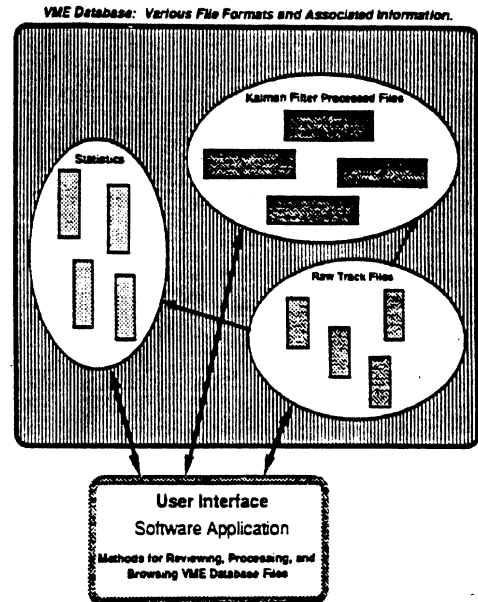 VME Database: Various File Formats and Associated Information.
Kalman Filter Processed Files
Statistics
Raw Track Files
User Interface
Software Application
Methods for Reviewing, Processing, and
Browsing VME Database Files